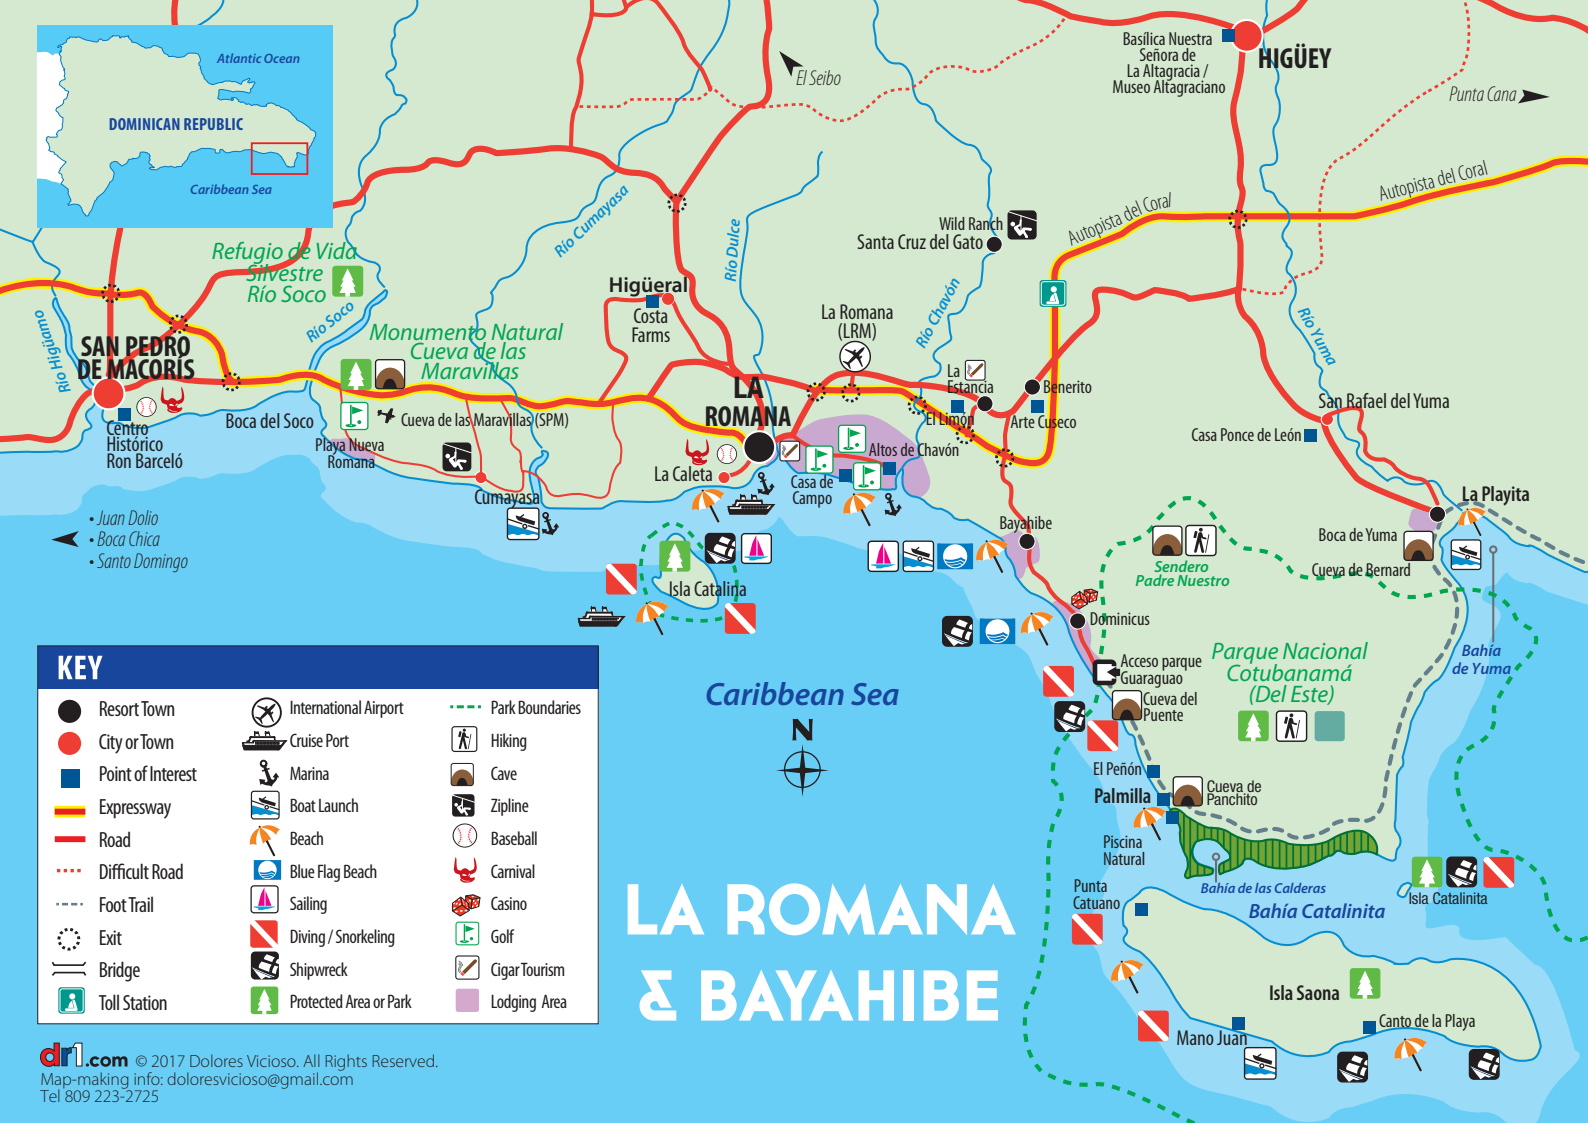 Atlantic Ocean
DOMINICAN REPUBLIC
Caribbean Sea
El Seibo
Basílica Nuestra
Señora de
La Altagracia /
Museo Altagraciano
HIGÜEY
Punta Cana
Autopista del Coral
Autopista del Coral
Refugio de Vida
Silvestre
Río Soco
Río Higüamo
Río Soco
Río Cumayasa
Río Dulce
Río Chavón
Río Yuma
Wild Ranch
Santa Cruz del Gato
Higüeral
Costa
Farms
La Romana
(LRM)
Monumento Natural
Cueva de las
Maravillas
SAN PEDRO
DE MACORÍS
Centro
Histórico
Ron Barceló
Boca del Soco
Playa Nueva
Romana
Cueva de las Maravillas (SPM)
Cumayasa
LA
ROMANA
La Caleta
Casa de
Campo
Altos de Chavón
La
Estancia
El Limón
Benerito
Arte Cuseco
San Rafael del Yuma
Casa Ponce de León
La Playita
Boca de Yuma
Cueva de Bernard
Bahía
de Yuma
• Juan Dolio
• Boca Chica
• Santo Domingo
Isla Catalina
Bayahibe
Sendero
Padre Nuestro
Dominicus
Acceso parque
Guaraguao
Cueva del
Puente
Parque Nacional
Cotubanamá
(Del Este)
El Peñón
Palmilla
Cueva de
Panchito
Piscina
Natural
Punta
Catuano
Bahía de las Calderas
Bahía Catalinita
Isla Catalinita
Isla Saona
Mano Juan
Canto de la Playa
Caribbean Sea
N
LA ROMANA
& BAYAHIBE
KEY
Resort Town
City or Town
Point of Interest
Expressway
Road
Difficult Road
Foot Trail
Exit
Bridge
Toll Station
International Airport
Cruise Port
Marina
Boat Launch
Beach
Blue Flag Beach
Sailing
Diving / Snorkeling
Shipwreck
Protected Area or Park
Park Boundaries
Hiking
Cave
Zipline
Baseball
Carnival
Casino
Golf
Cigar Tourism
Lodging Area
dr1.com © 2017 Dolores Vicioso. All Rights Reserved.
Map-making info: doloresvicioso@gmail.com
Tel 809 223-2725